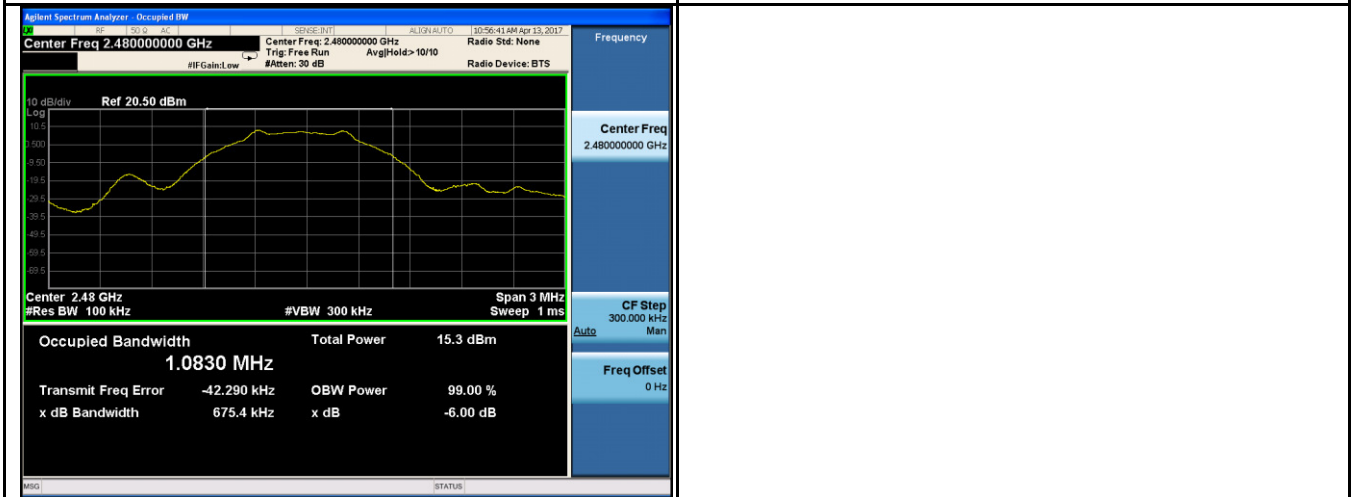 Agilent Spectrum Analyzer - Occupied BW
RF 50 Ω AC SENSE:INT ALIGN AUTO 10:56:41 AM Apr 13, 2017
Center Freq 2.480000000 GHz
Center Freq: 2.480000000 GHz
Radio Std: None
Trig: Free Run Avg|Hold:> 10/10
#IFGain:Low #Atten: 30 dB Radio Device: BTS
Frequency
10 dB/div Ref 20.50 dBm
Log
10.5
0.500
-9.50
-19.5
-29.5
-39.5
-49.5
-59.5
-69.5
Center 2.48 GHz Span 3 MHz
#Res BW 100 kHz #VBW 300 kHz Sweep 1 ms
Occupied Bandwidth Total Power 15.3 dBm
1.0830 MHz
Transmit Freq Error -42.290 kHz OBW Power 99.00 %
x dB Bandwidth 675.4 kHz x dB -6.00 dB
Center Freq
2.480000000 GHz
CF Step
300.000 kHz
Auto Man
Freq Offset
0 Hz
MSG STATUS